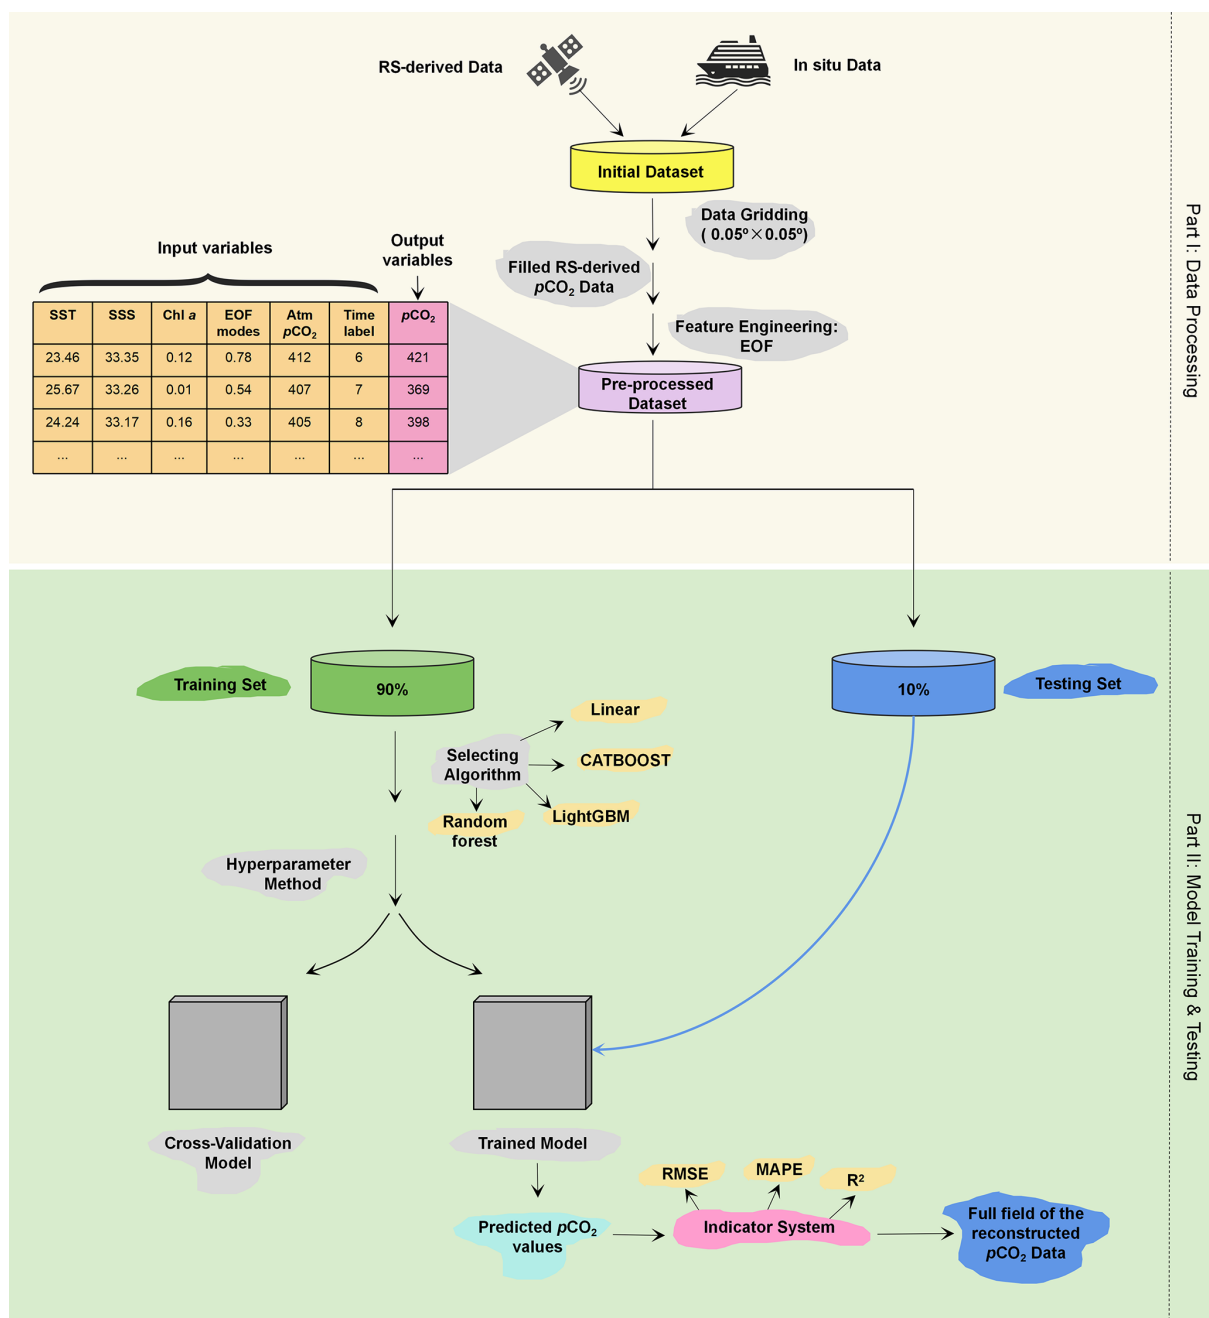 RS-derived Data
In situ Data
Initial Dataset
Data Gridding
( 0.05º×0.05º)
Filled RS-derived
pCO₂ Data
Feature Engineering:
EOF
Pre-processed
Dataset
Input variables
Output
variables
SST SSS Chl a EOF modes Atm pCO₂ Time label pCO₂
23.46 33.35 0.12 0.78 412 6 421
25.67 33.26 0.01 0.54 407 7 369
24.24 33.17 0.16 0.33 405 8 398
... ... ... ... ... ... ...
Part I: Data Processing
Training Set
90%
10%
Testing Set
Selecting
Algorithm
Linear
CATBOOST
LightGBM
Random
forest
Hyperparameter
Method
Cross-Validation
Model
Trained Model
Predicted pCO₂
values
RMSE
MAPE
R²
Indicator System
Full field of the
reconstructed
pCO₂ Data
Part II: Model Training & Testing